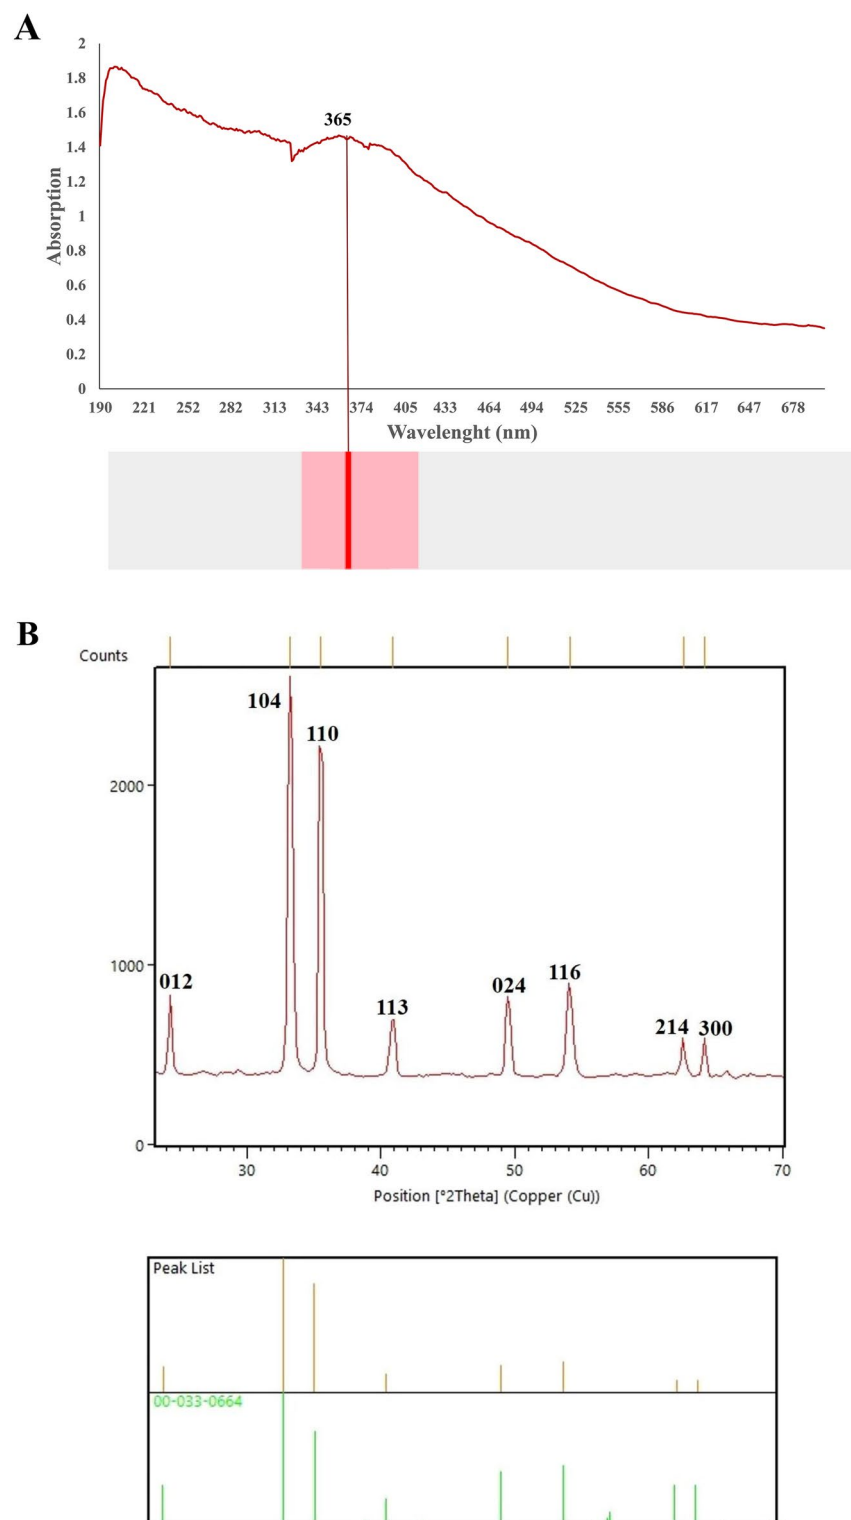 A
2
1.8
1.6
1.4
1.2
1
0.8
0.6
0.4
0.2
0
Absorption
365
190 221 252 282 313 343 374 405 433 464 494 525 555 586 617 647 678
Wavelenght (nm)
B
Counts
2000
1000
0
104
110
012
113
024
116
214
300
30 40 50 60 70
Position [°2Theta] (Copper (Cu))
Peak List
00-033-0664